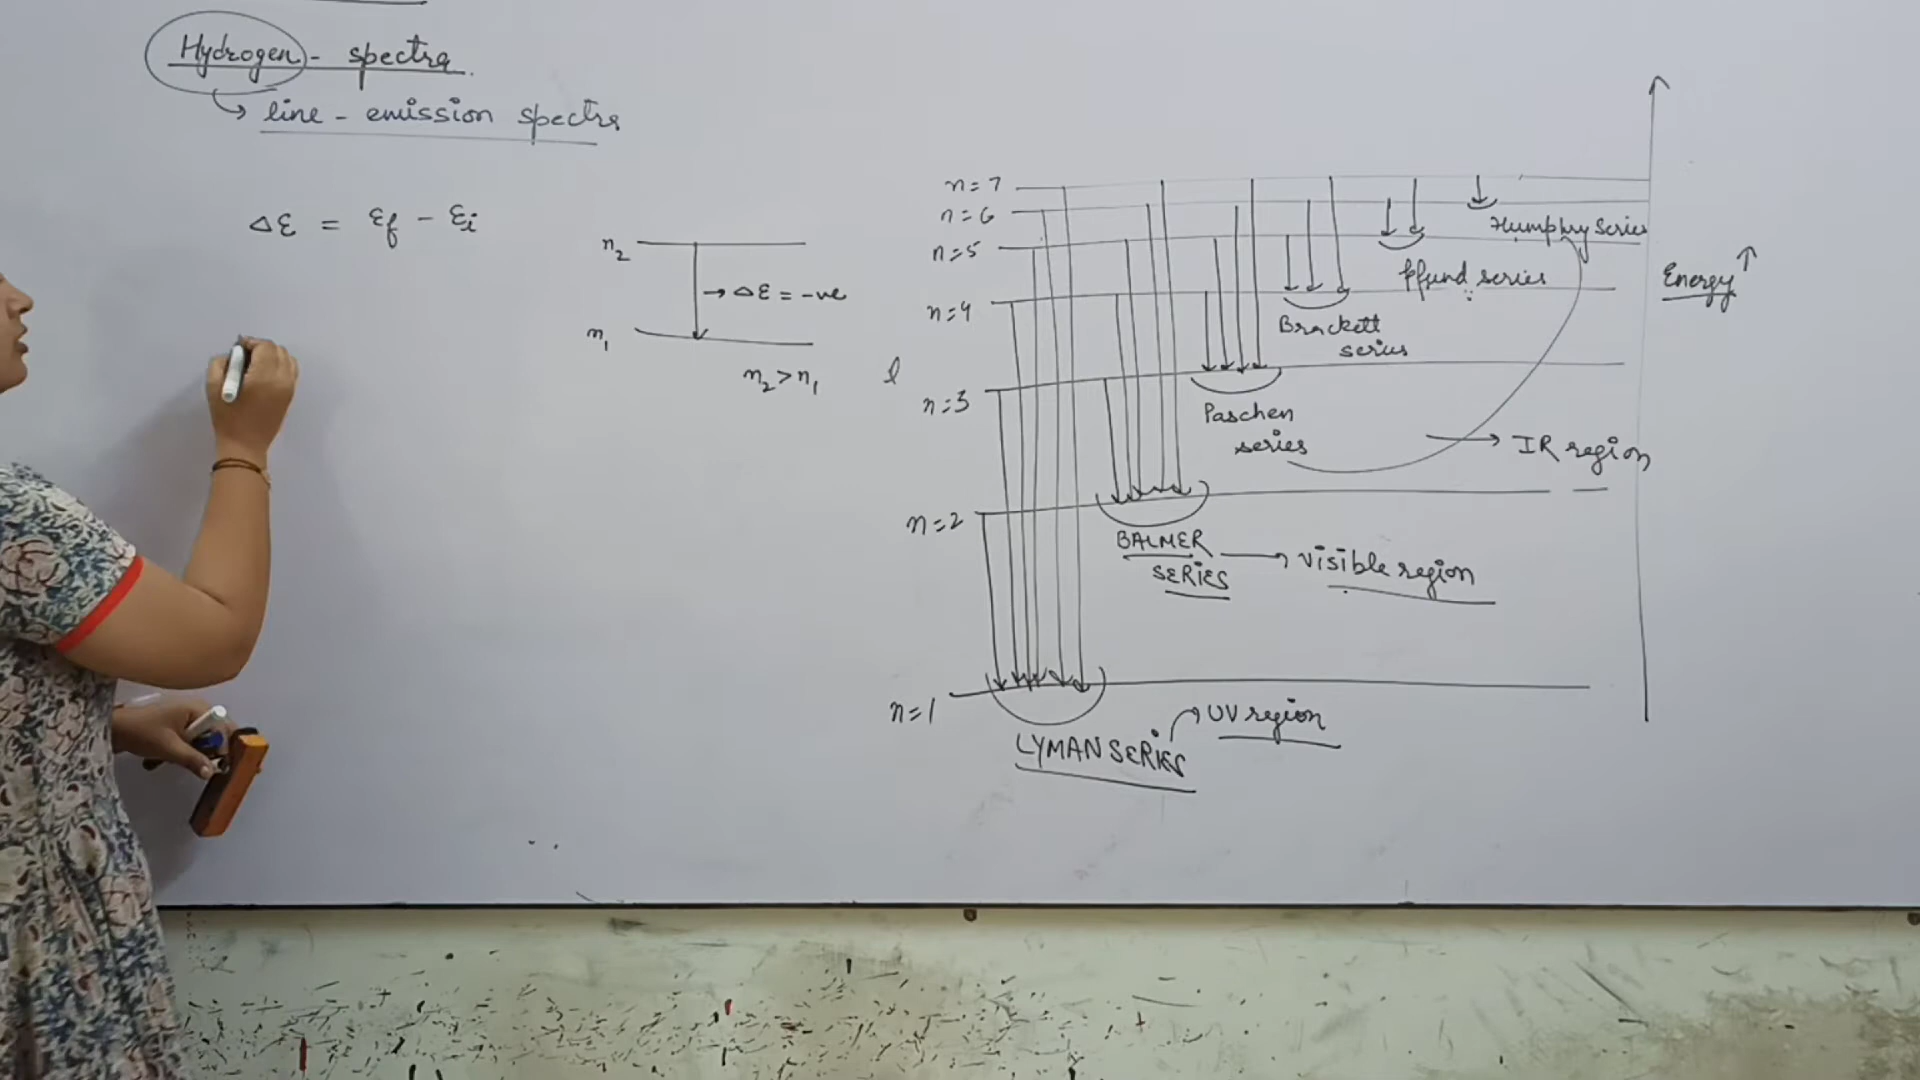 Hydrogen - spectra.
line - emission spectra
ΔE = Ef - Ei
n2
→ ΔE = -ve
n1
n2 > n1
l
n=7
n=6
n=5
n=4
n=3
n=2
n=1
Humphry Series
Pfund series
Brackett
series
Paschen
series
→ IR region
BALMER
SERIES
→ visible region
LYMAN SERIES
UV region
Energy ↑